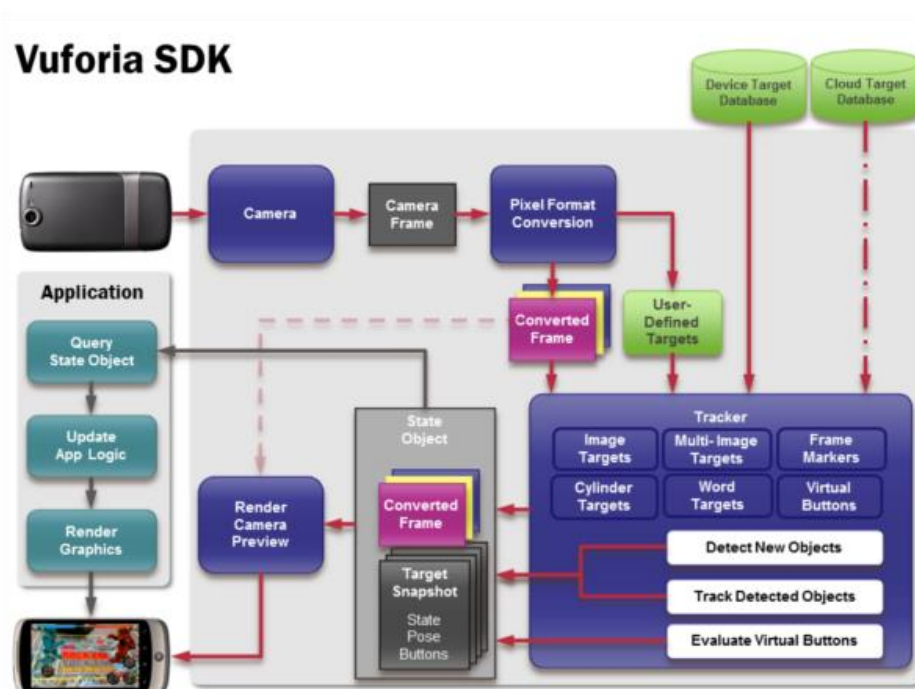 Vuforia SDK
Device Target
Database
Cloud Target
Database
Camera
Camera
Frame
Pixel Format
Conversion
Application
Query
State Object
Update
App Logic
Render
Graphics
Converted
Frame
User-
Defined
Targets
State
Object
Converted
Frame
Target
Snapshot
State
Pose
Buttons
Render
Camera
Preview
Tracker
Image
Targets
Multi-Image
Targets
Frame
Markers
Cylinder
Targets
Word
Targets
Virtual
Buttons
Detect New Objects
Track Detected Objects
Evaluate Virtual Buttons